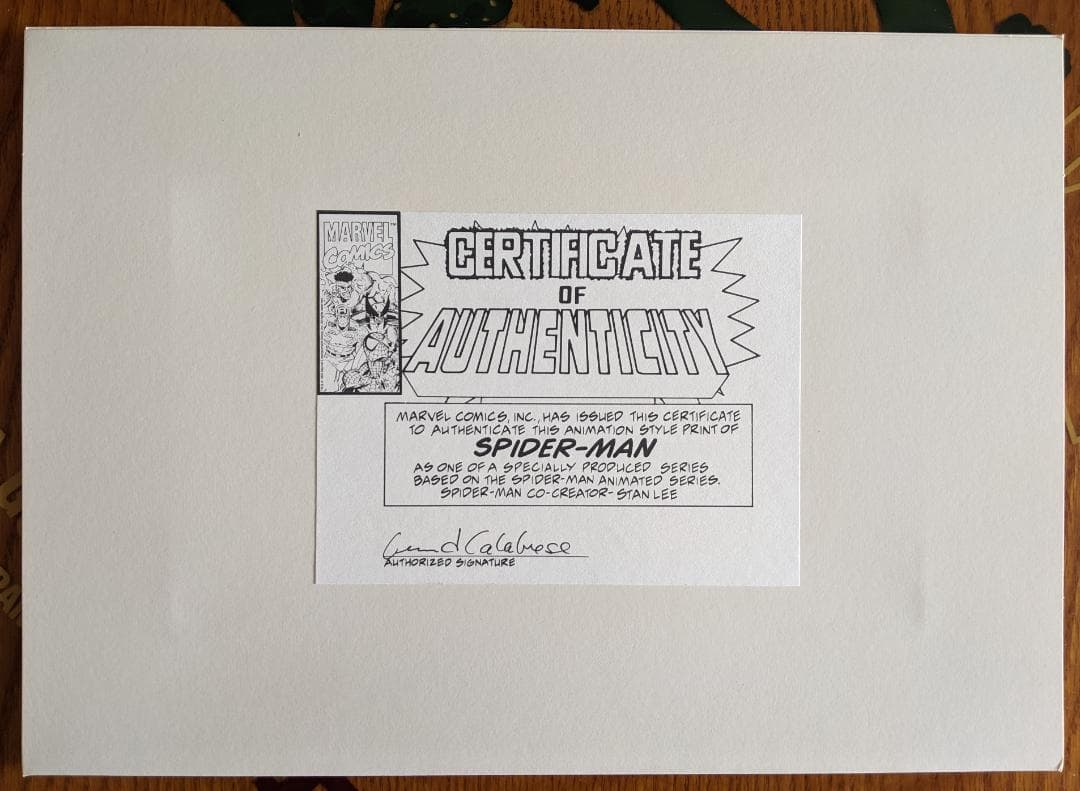 MARVEL
COMICS
CERTIFICATE
OF
AUTHENTICITY
MARVEL COMICS, INC., HAS ISSUED THIS CERTIFICATE
TO AUTHENTICATE THIS ANIMATION STYLE PRINT OF
SPIDER-MAN
AS ONE OF A SPECIALLY PRODUCED SERIES
BASED ON THE SPIDER-MAN ANIMATED SERIES.
SPIDER-MAN CO-CREATOR- STAN LEE
Calabrese
AUTHORIZED SIGNATURE